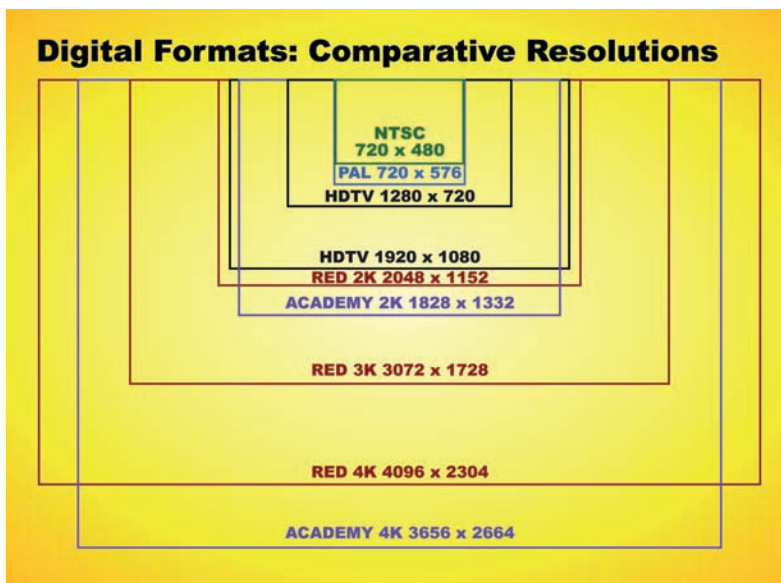 Digital Formats: Comparative Resolutions
NTSC
720 x 480
PAL 720 x 576
HDTV 1280 x 720
HDTV 1920 x 1080
RED 2K 2048 x 1152
ACADEMY 2K 1828 x 1332
RED 3K 3072 x 1728
RED 4K 4096 x 2304
ACADEMY 4K 3656 x 2664